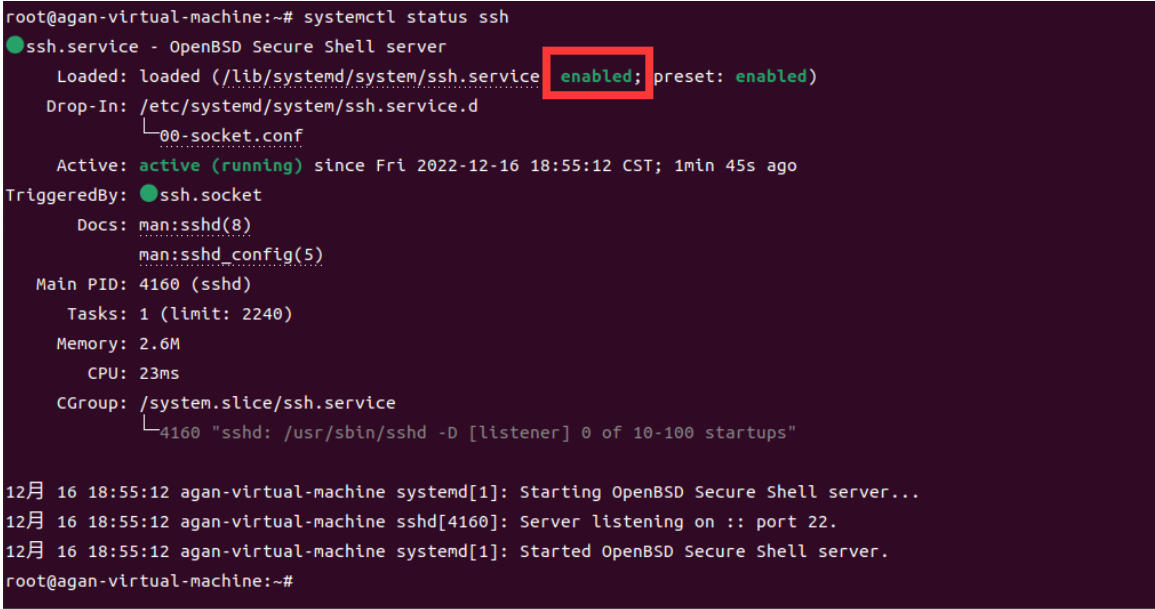 root@agan-virtual-machine:~# systemctl status ssh
ssh.service - OpenBSD Secure Shell server
Loaded: loaded (/lib/systemd/system/ssh.service enabled; preset: enabled)
Drop-In: /etc/systemd/system/ssh.service.d
└─00-socket.conf
Active: active (running) since Fri 2022-12-16 18:55:12 CST; 1min 45s ago
TriggeredBy: ssh.socket
Docs: man:sshd(8)
man:sshd_config(5)
Main PID: 4160 (sshd)
Tasks: 1 (limit: 2240)
Memory: 2.6M
CPU: 23ms
CGroup: /system.slice/ssh.service
└─4160 "sshd: /usr/sbin/sshd -D [listener] 0 of 10-100 startups"
12月 16 18:55:12 agan-virtual-machine systemd[1]: Starting OpenBSD Secure Shell server...
12月 16 18:55:12 agan-virtual-machine sshd[4160]: Server listening on :: port 22.
12月 16 18:55:12 agan-virtual-machine systemd[1]: Started OpenBSD Secure Shell server.
root@agan-virtual-machine:~#